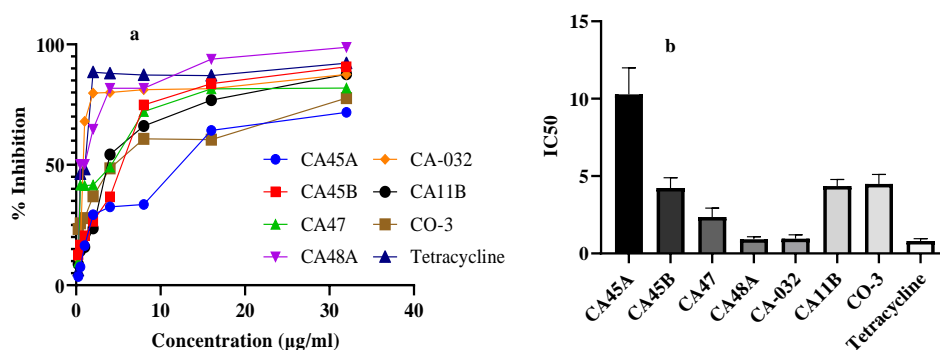 a
100
50
0
0
10
20
30
40
% Inhibition
Concentration (µg/ml)
CA45A
CA45B
CA47
CA48A
CA-032
CA11B
CO-3
Tetracycline
b
15
10
5
0
IC50
CA45A
CA45B
CA47
CA48A
CA-032
CA11B
CO-3
Tetracycline